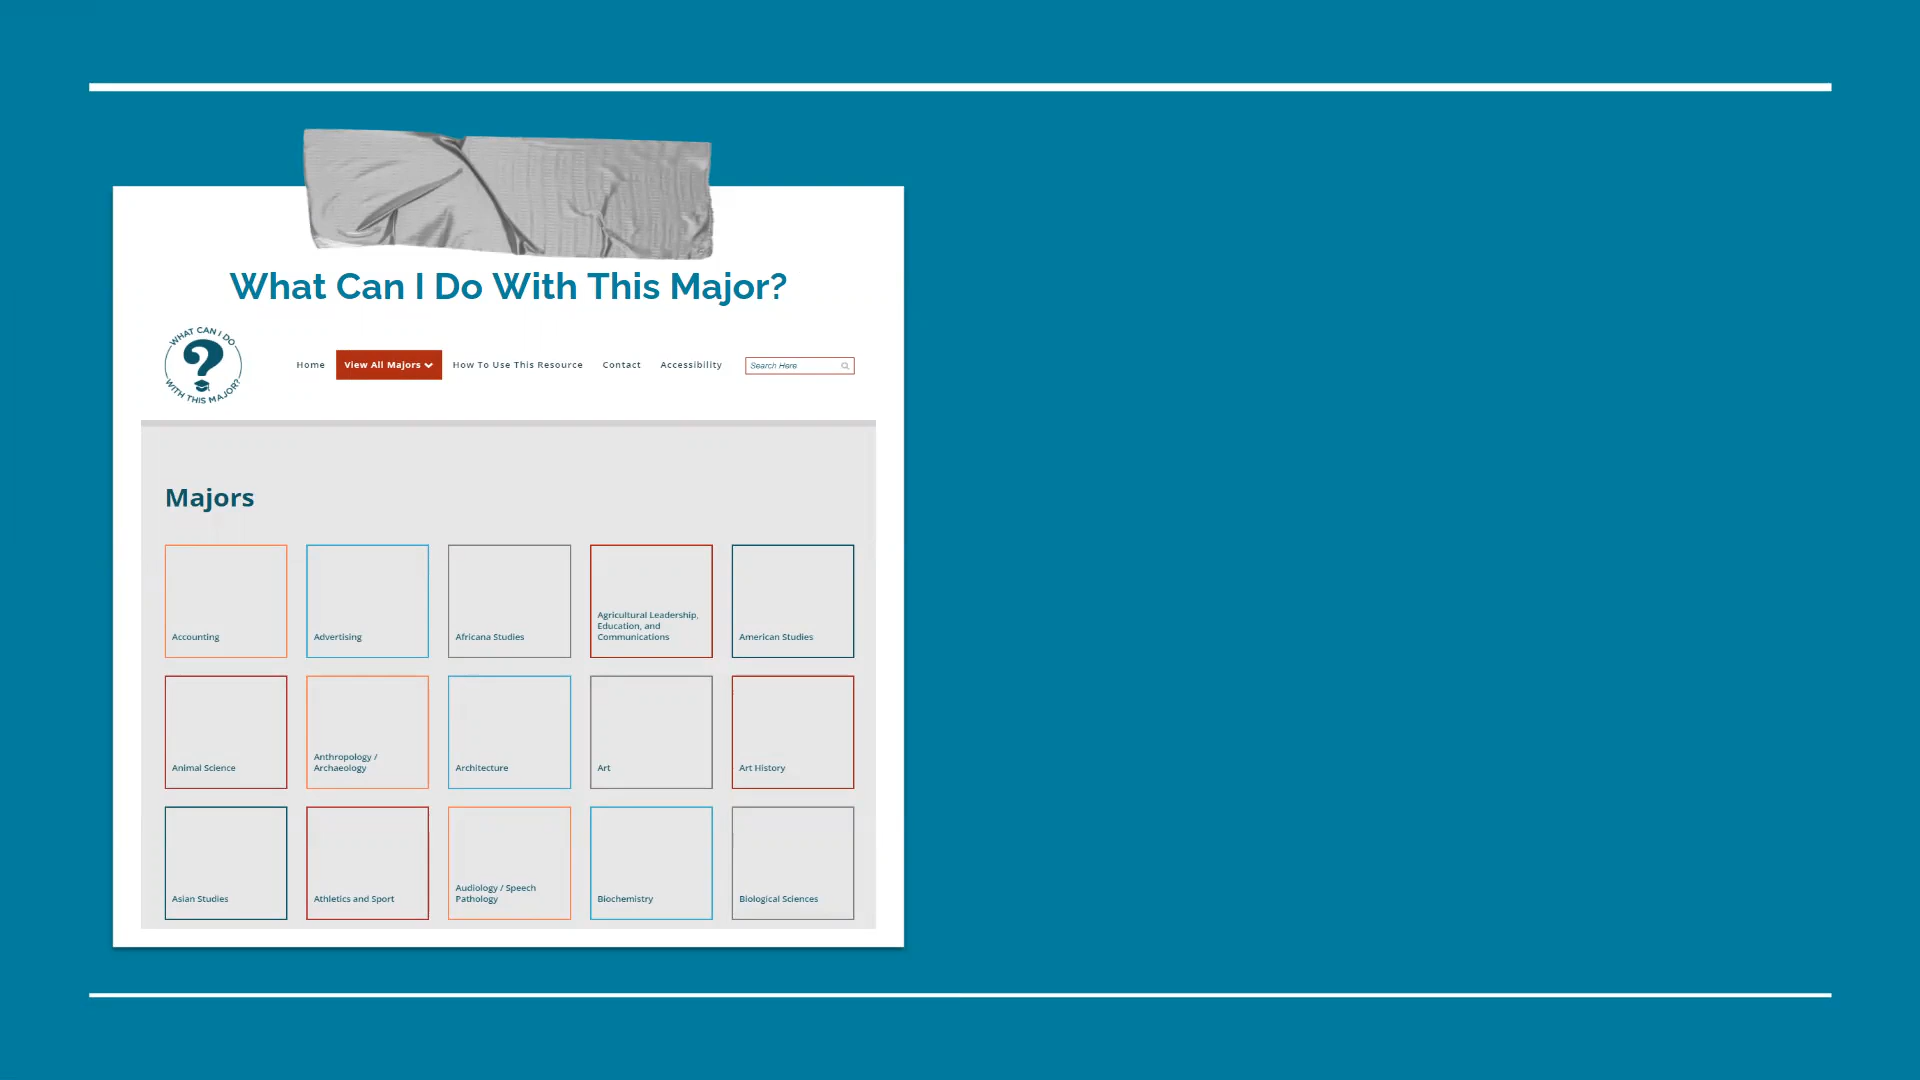 What Can I Do With This Major?
WHAT CAN I DO
WITH THIS MAJOR?
Home
View All Majors
How To Use This Resource
Contact
Accessibility
Search Here
Majors
Accounting
Advertising
Africana Studies
Agricultural Leadership,
Education, and
Communications
American Studies
Animal Science
Anthropology /
Archaeology
Architecture
Art
Art History
Asian Studies
Athletics and Sport
Audiology / Speech
Pathology
Biochemistry
Biological Sciences